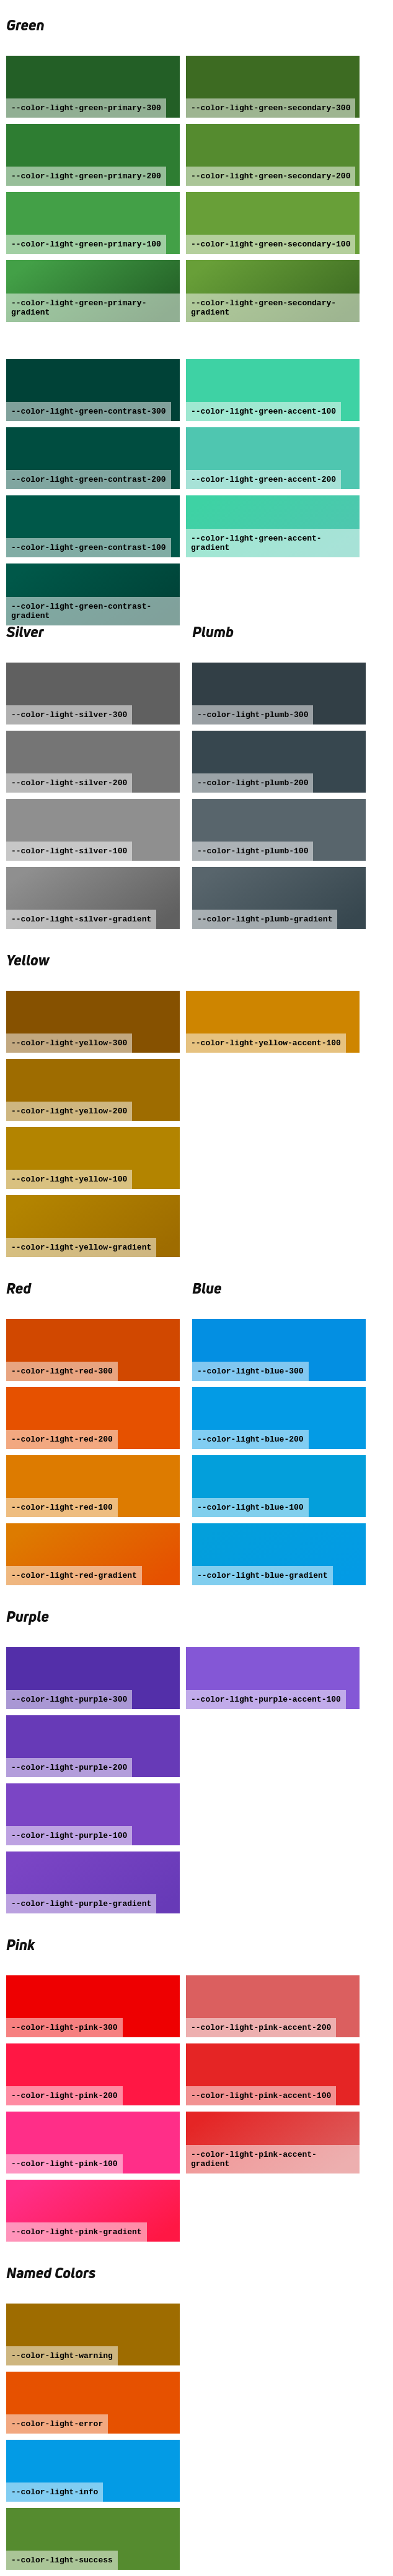 Green
--color-light-green-primary-300
--color-light-green-secondary-300
--color-light-green-primary-200
--color-light-green-secondary-200
--color-light-green-primary-100
--color-light-green-secondary-100
--color-light-green-primary-
gradient
--color-light-green-secondary-
gradient
--color-light-green-contrast-300
--color-light-green-accent-100
--color-light-green-contrast-200
--color-light-green-accent-200
--color-light-green-contrast-100
--color-light-green-accent-
gradient
--color-light-green-contrast-
gradient
Silver
Plumb
--color-light-silver-300
--color-light-plumb-300
--color-light-silver-200
--color-light-plumb-200
--color-light-silver-100
--color-light-plumb-100
--color-light-silver-gradient
--color-light-plumb-gradient
Yellow
--color-light-yellow-300
--color-light-yellow-accent-100
--color-light-yellow-200
--color-light-yellow-100
--color-light-yellow-gradient
Red
Blue
--color-light-red-300
--color-light-blue-300
--color-light-red-200
--color-light-blue-200
--color-light-red-100
--color-light-blue-100
--color-light-red-gradient
--color-light-blue-gradient
Purple
--color-light-purple-300
--color-light-purple-accent-100
--color-light-purple-200
--color-light-purple-100
--color-light-purple-gradient
Pink
--color-light-pink-300
--color-light-pink-accent-200
--color-light-pink-200
--color-light-pink-accent-100
--color-light-pink-100
--color-light-pink-accent-
gradient
--color-light-pink-gradient
Named Colors
--color-light-warning
--color-light-error
--color-light-info
--color-light-success